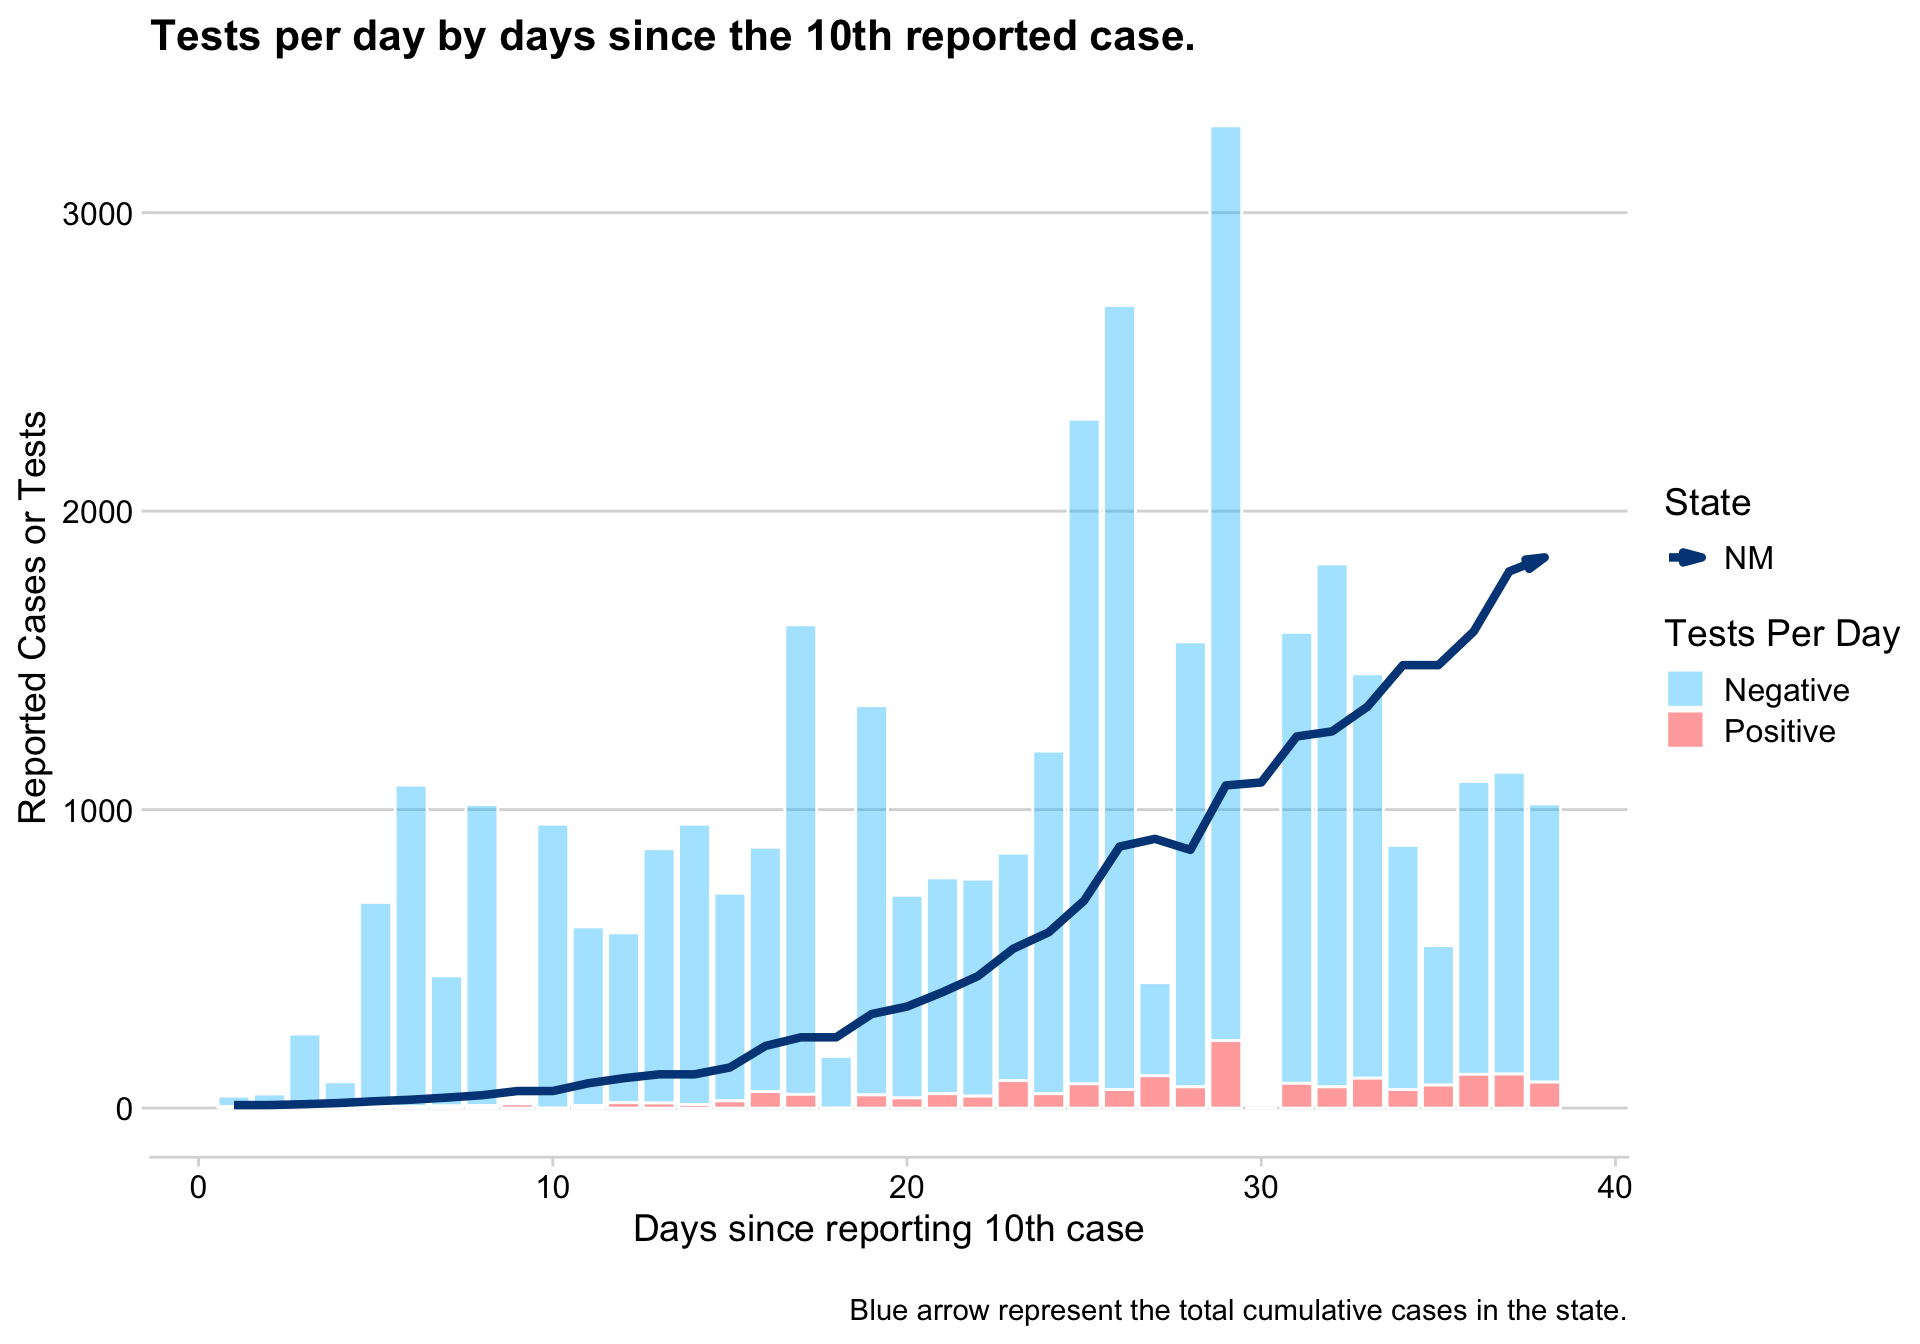 Tests per day by days since the 10th reported case.
Reported Cases or Tests
3000
2000
1000
0
0 10 20 30 40
Days since reporting 10th case
State
NM
Tests Per Day
Negative
Positive
Blue arrow represent the total cumulative cases in the state.